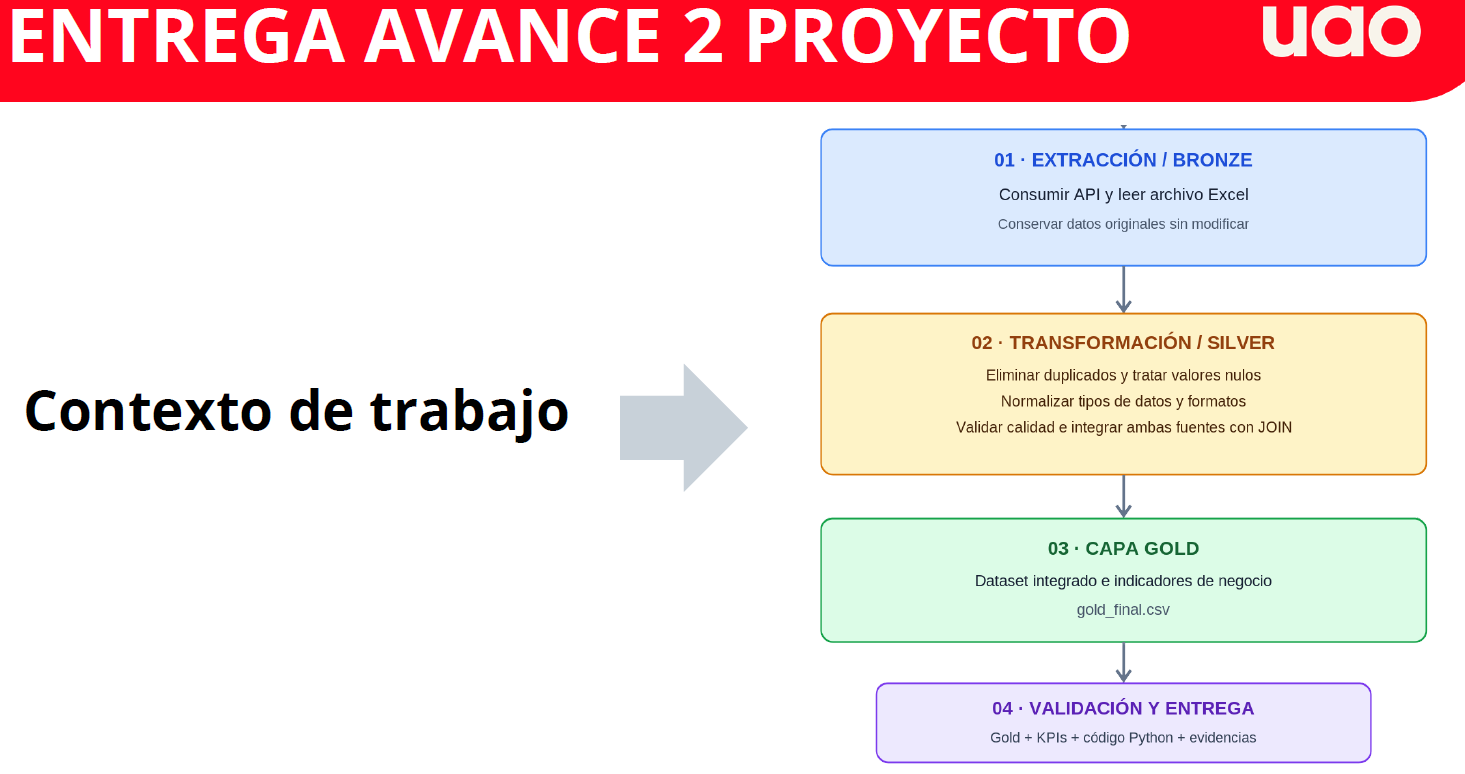 ENTREGA AVANCE 2 PROYECTO
uao
Contexto de trabajo
01 · EXTRACCIÓN / BRONZE
Consumir API y leer archivo Excel
Conservar datos originales sin modificar
02 · TRANSFORMACIÓN / SILVER
Eliminar duplicados y tratar valores nulos
Normalizar tipos de datos y formatos
Validar calidad e integrar ambas fuentes con JOIN
03 · CAPA GOLD
Dataset integrado e indicadores de negocio
gold_final.csv
04 · VALIDACIÓN Y ENTREGA
Gold + KPIs + código Python + evidencias